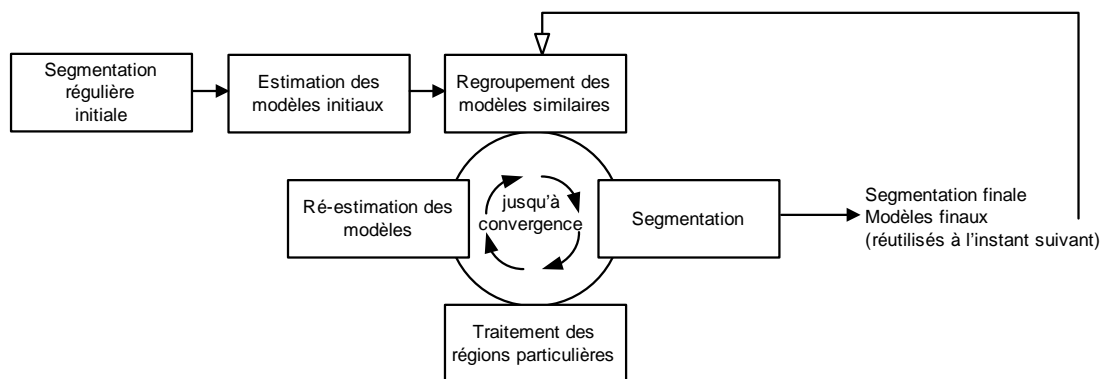 Segmentation
régulière
initiale
Estimation des
modèles initiaux
Regroupement des
modèles similaires
Ré-estimation des
modèles
jusqu'à
convergence
Segmentation
Segmentation finale
Modèles finaux
(réutilisés à l'instant suivant)
Traitement des
régions particulières